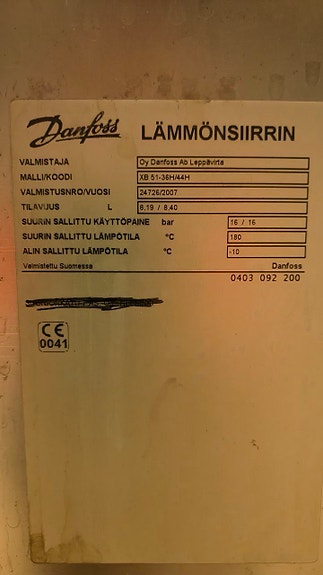 Danfoss LÄMMÖNSIIRRIN
VALMISTAJA Oy Danfoss Ab Leppävirta
MALLI/KOODI XB 51-36H/44H
VALMISTUSNRO/VUOSI 24726/2007
TILAVUUS L 8,19 / 8,40
SUURIN SALLITTU KÄYTTÖPAINE bar 16 / 16
SUURIN SALLITTU LÄMPÖTILA °C 180
ALIN SALLITTU LÄMPÖTILA °C -10
Valmistettu Suomessa Danfoss
0403 092 200
CE
0041